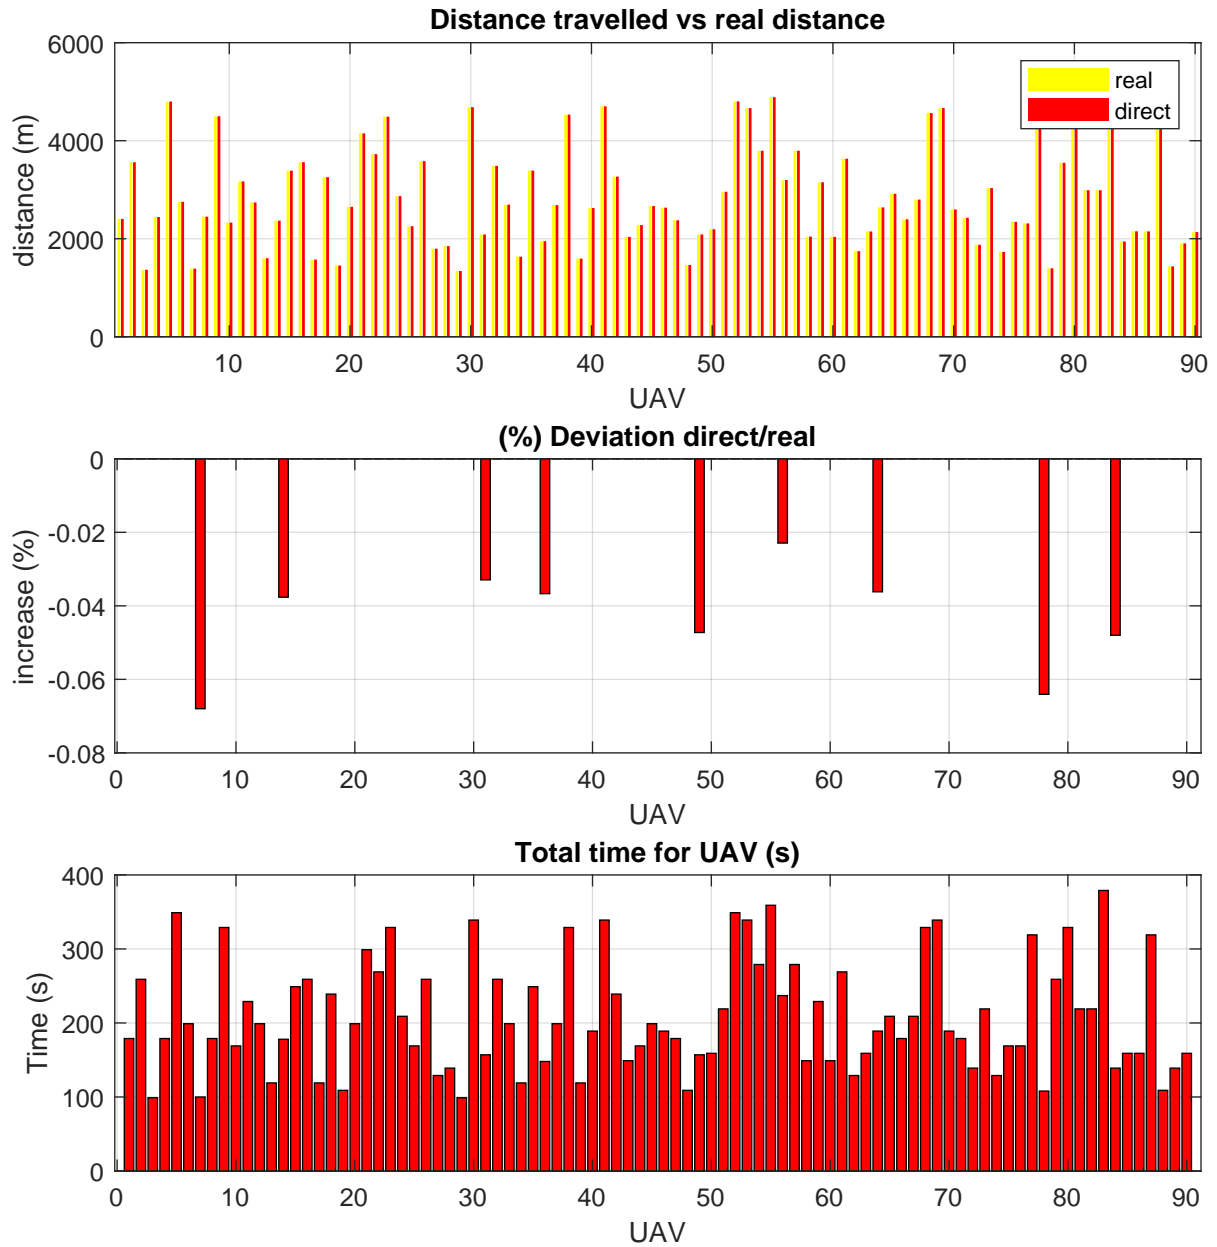 Distance travelled vs real distance
6000
4000
2000
0
distance (m)
real
direct
10 20 30 40 50 60 70 80 90
UAV
(%) Deviation direct/real
0
-0.02
-0.04
-0.06
-0.08
increase (%)
0 10 20 30 40 50 60 70 80 90
UAV
Total time for UAV (s)
400
300
200
100
0
Time (s)
0 10 20 30 40 50 60 70 80 90
UAV